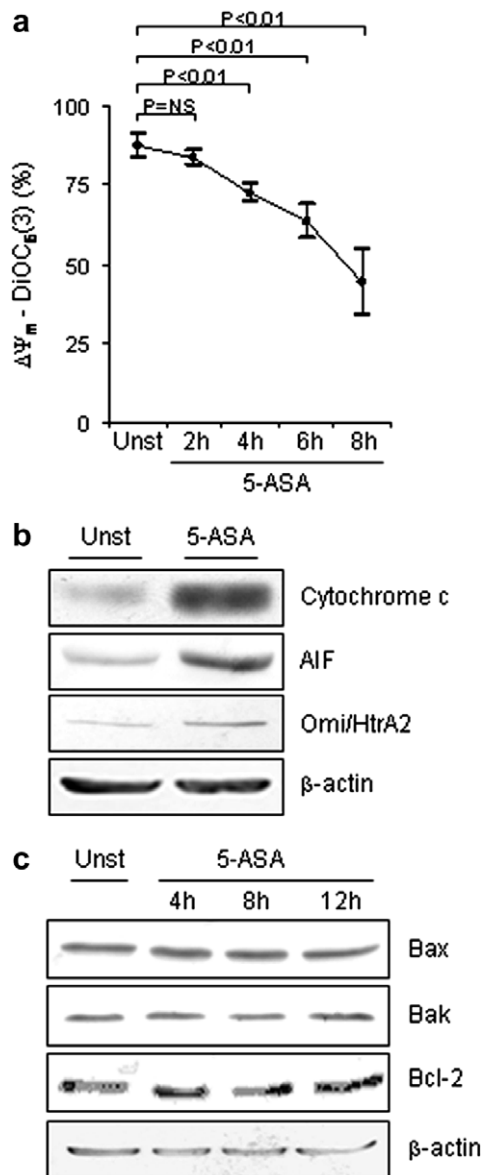 a
P<0.01
P<0.01
P<0.01
P=NS
ΔΨm - DiOC6(3) (%)
100
75
50
25
0
Unst 2h 4h 6h 8h
5-ASA
b
Unst 5-ASA
Cytochrome c
AIF
Omi/HtrA2
β-actin
c
Unst 5-ASA
4h 8h 12h
Bax
Bak
Bcl-2
β-actin